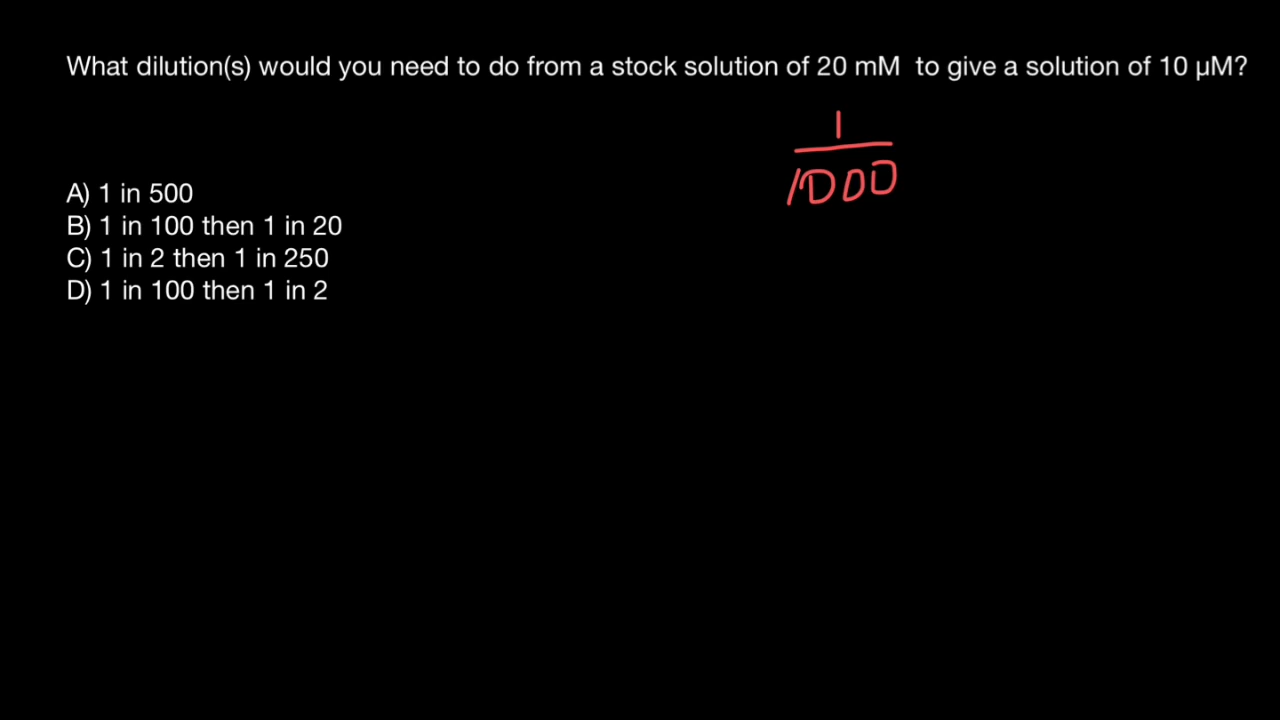 What dilution(s) would you need to do from a stock solution of 20 mM to give a solution of 10 µM?
1
1000
A) 1 in 500
B) 1 in 100 then 1 in 20
C) 1 in 2 then 1 in 250
D) 1 in 100 then 1 in 2